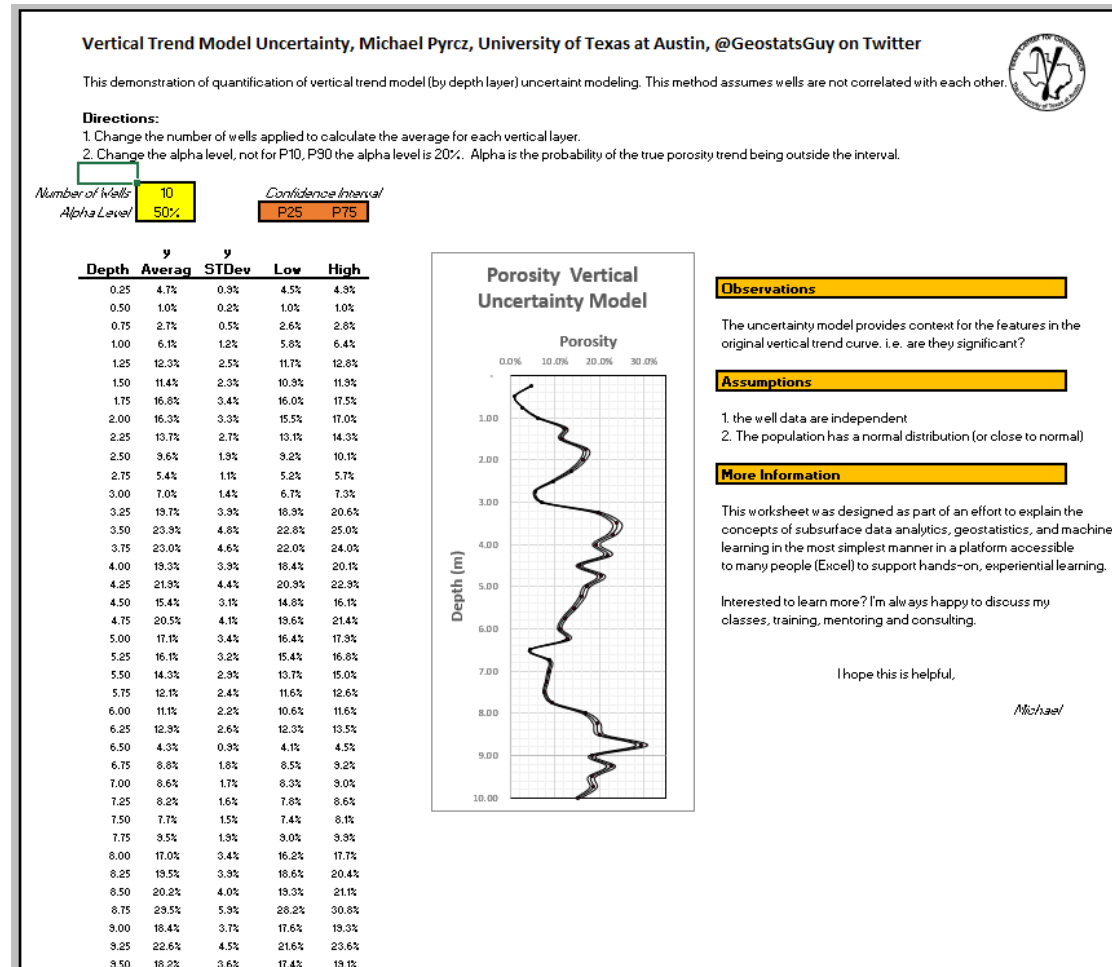 Vertical Trend Model Uncertainty, Michael Pyrcz, University of Texas at Austin, @GeostatsGuy on Twitter
This demonstration of quantification of vertical trend model (by depth layer) uncertaint modeling. This method assumes wells are not correlated with each other.
Directions:
1. Change the number of wells applied to calculate the average for each vertical layer.
2. Change the alpha level, not for P10, P90 the alpha level is 20%. Alpha is the probability of the true porosity trend being outside the interval.
Number of Wells 10 Confidence Interval
Alpha Level 50% P25 P75
y y
Depth Averag STDev Low High
0.25 4.7% 0.9% 4.5% 4.9%
0.50 1.0% 0.2% 1.0% 1.0%
0.75 2.7% 0.5% 2.6% 2.8%
1.00 6.1% 1.2% 5.8% 6.4%
1.25 12.3% 2.5% 11.7% 12.8%
1.50 11.4% 2.3% 10.9% 11.9%
1.75 16.8% 3.4% 16.0% 17.5%
2.00 16.3% 3.3% 15.5% 17.0%
2.25 13.7% 2.7% 13.1% 14.3%
2.50 9.6% 1.9% 9.2% 10.1%
2.75 5.4% 1.1% 5.2% 5.7%
3.00 7.0% 1.4% 6.7% 7.3%
3.25 19.7% 3.9% 18.9% 20.6%
3.50 23.9% 4.8% 22.8% 25.0%
3.75 23.0% 4.6% 22.0% 24.0%
4.00 19.3% 3.9% 18.4% 20.1%
4.25 21.9% 4.4% 20.9% 22.9%
4.50 15.4% 3.1% 14.8% 16.1%
4.75 20.5% 4.1% 19.6% 21.4%
5.00 17.1% 3.4% 16.4% 17.9%
5.25 16.1% 3.2% 15.4% 16.8%
5.50 14.3% 2.9% 13.7% 15.0%
5.75 12.1% 2.4% 11.6% 12.6%
6.00 11.1% 2.2% 10.6% 11.6%
6.25 12.9% 2.6% 12.3% 13.5%
6.50 4.3% 0.9% 4.1% 4.5%
6.75 8.8% 1.8% 8.5% 9.2%
7.00 8.6% 1.7% 8.3% 9.0%
7.25 8.2% 1.6% 7.8% 8.6%
7.50 7.7% 1.5% 7.4% 8.1%
7.75 9.5% 1.9% 9.0% 9.9%
8.00 17.0% 3.4% 16.2% 17.7%
8.25 19.5% 3.9% 18.6% 20.4%
8.50 20.2% 4.0% 19.3% 21.1%
8.75 29.5% 5.9% 28.2% 30.8%
9.00 18.4% 3.7% 17.6% 19.3%
9.25 22.6% 4.5% 21.6% 23.6%
9.50 18.2% 3.6% 17.4% 19.1%
Porosity Vertical
Uncertainty Model
Porosity
0.0% 10.0% 20.0% 30.0%
-
1.00
2.00
3.00
4.00
5.00
6.00
7.00
8.00
9.00
10.00
Depth (m)
Observations
The uncertainty model provides context for the features in the
original vertical trend curve. i.e. are they significant?
Assumptions
1. the well data are independent
2. The population has a normal distribution (or close to normal)
More Information
This worksheet was designed as part of an effort to explain the
concepts of subsurface data analytics, geostatistics, and machine
learning in the most simplest manner in a platform accessible
to many people (Excel) to support hands-on, experiential learning.
Interested to learn more? I'm always happy to discuss my
classes, training, mentoring and consulting.
I hope this is helpful,
Michael